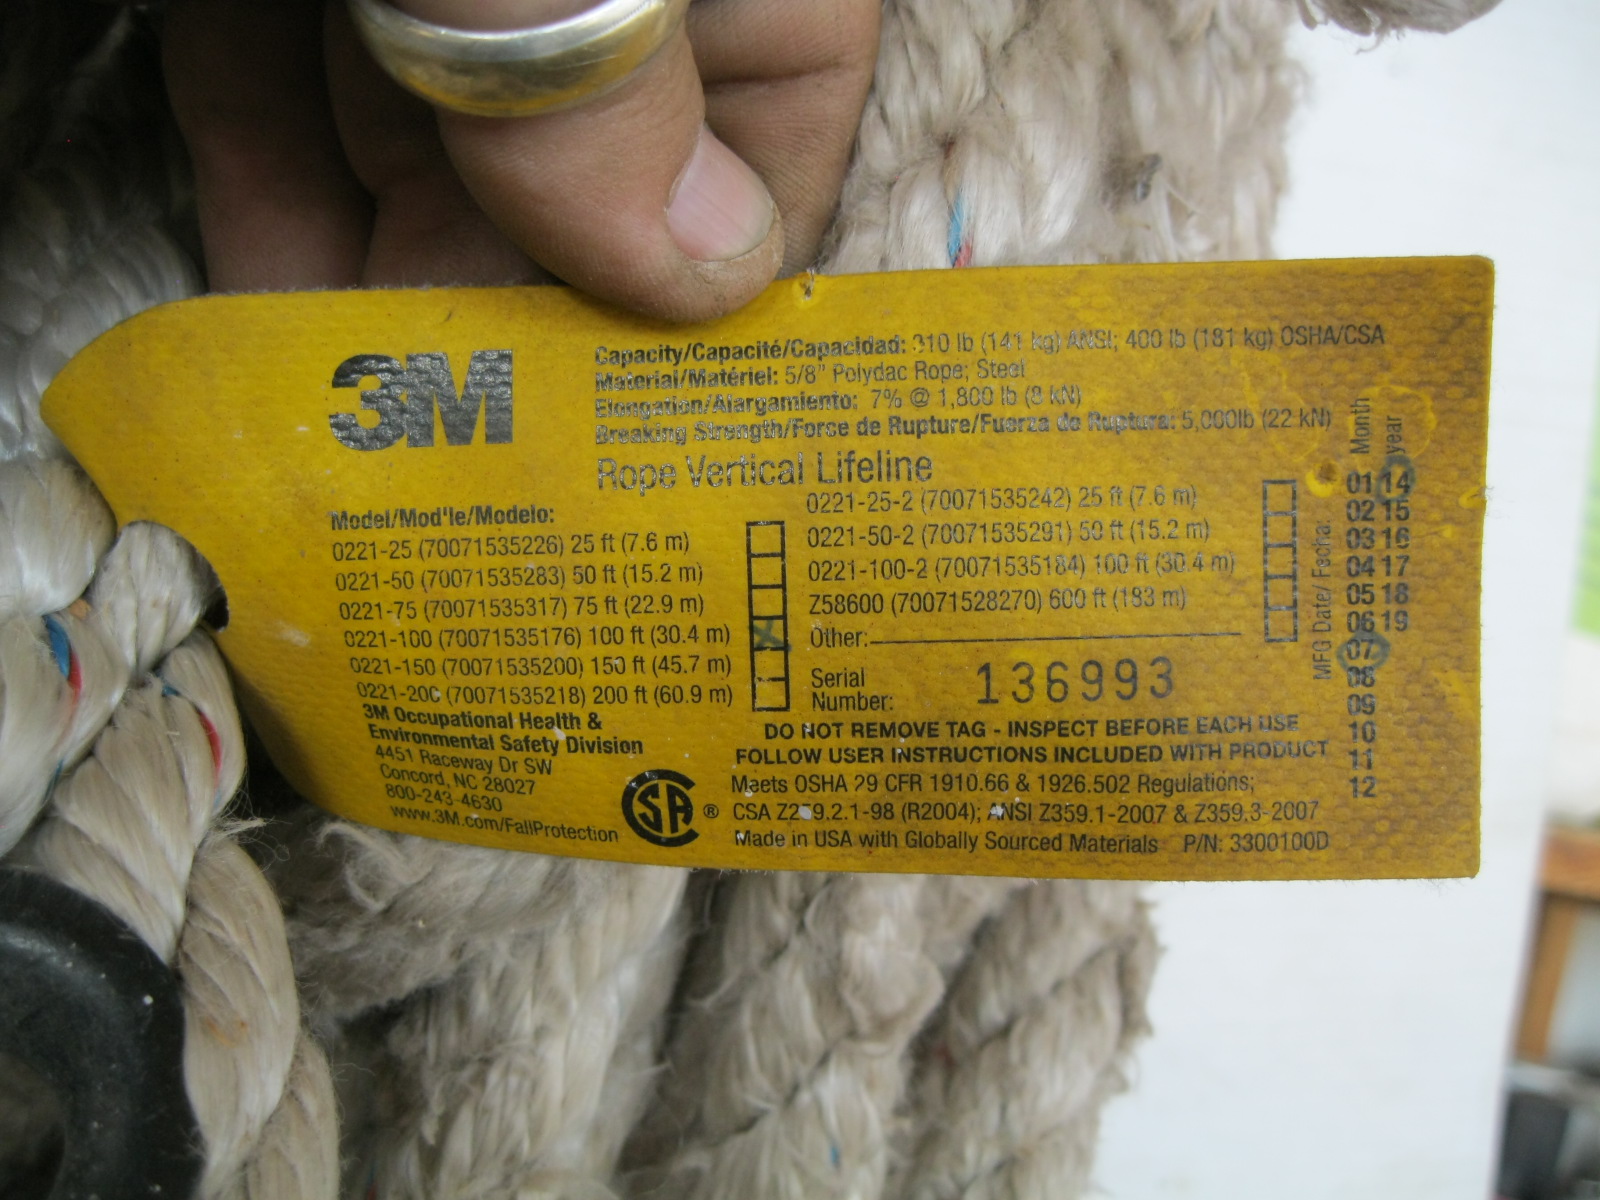 3M
Capacity/Capacité/Capacidad: 310 lb (141 kg) ANSI; 400 lb (181 kg) OSHA/CSA
Material/Matériel: 5/8" Polydac Rope; Steel
Elongation/Alargamiento: 7% @ 1,800 lb (8 kN)
Breaking Strength/Force de Rupture/Fuerza de Ruptura: 5,000lb (22 kN)
Rope Vertical Lifeline
Model/Mod'le/Modelo:
0221-25 (70071535226) 25 ft (7.6 m)
0221-50 (70071535283) 50 ft (15.2 m)
0221-75 (70071535317) 75 ft (22.9 m)
0221-100 (70071535176) 100 ft (30.4 m) X
0221-150 (70071535200) 150 ft (45.7 m)
0221-200 (70071535218) 200 ft (60.9 m)
0221-25-2 (70071535242) 25 ft (7.6 m)
0221-50-2 (70071535291) 50 ft (15.2 m)
0221-100-2 (70071535184) 100 ft (30.4 m)
Z58600 (70071528270) 600 ft (183 m)
Other:
Serial
Number: 136993
3M Occupational Health &
Environmental Safety Division
4451 Raceway Dr SW
Concord, NC 28027
800-243-4630
www.3M.com/FallProtection
CSA ®
DO NOT REMOVE TAG - INSPECT BEFORE EACH USE
FOLLOW USER INSTRUCTIONS INCLUDED WITH PRODUCT
Meets OSHA 29 CFR 1910.66 & 1926.502 Regulations;
CSA Z259.2.1-98 (R2004); ANSI Z359.1-2007 & Z359.3-2007
Made in USA with Globally Sourced Materials P/N: 3300100D
MFG Date/ Fecha:
Month year
01 14
02 15
03 16
04 17
05 18
06 19
07
08
09
10
11
12